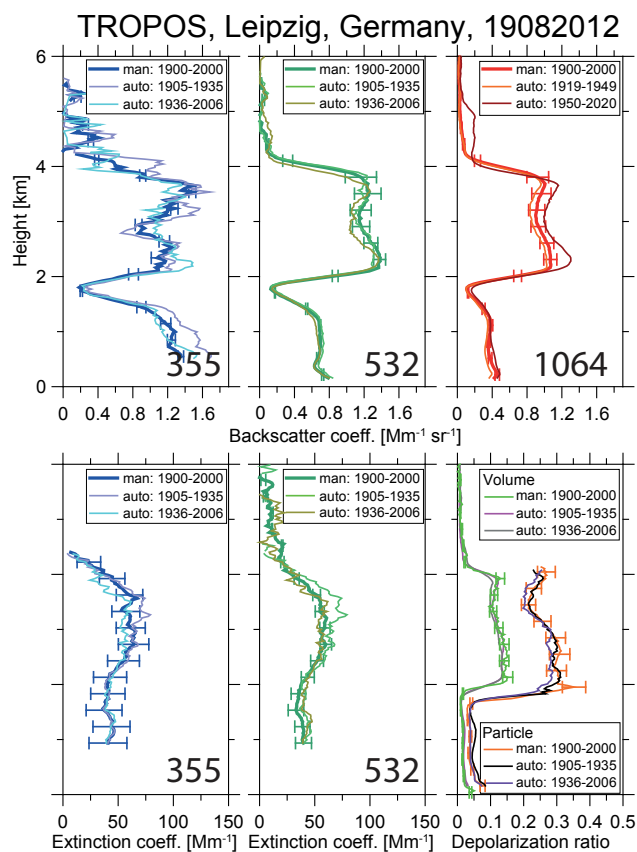 TROPOS, Leipzig, Germany, 19082012
6
4
2
0
Height [km]
man: 1900-2000
auto: 1905-1935
auto: 1936-2006
355
0 0.4 0.8 1.2 1.6
man: 1900-2000
auto: 1905-1935
auto: 1936-2006
532
0 0.4 0.8 1.2 1.6
man: 1900-2000
auto: 1919-1949
auto: 1950-2020
1064
0 0.4 0.8 1.2 1.6
Backscatter coeff. [Mm⁻¹ sr⁻¹]
man: 1900-2000
auto: 1905-1935
auto: 1936-2006
355
0 50 100 150
Extinction coeff. [Mm⁻¹]
man: 1900-2000
auto: 1905-1935
auto: 1936-2006
532
0 50 100 150
Extinction coeff. [Mm⁻¹]
Volume
man: 1900-2000
auto: 1905-1935
auto: 1936-2006
Particle
man: 1900-2000
auto: 1905-1935
auto: 1936-2006
0 0.1 0.2 0.3 0.4 0.5
Depolarization ratio